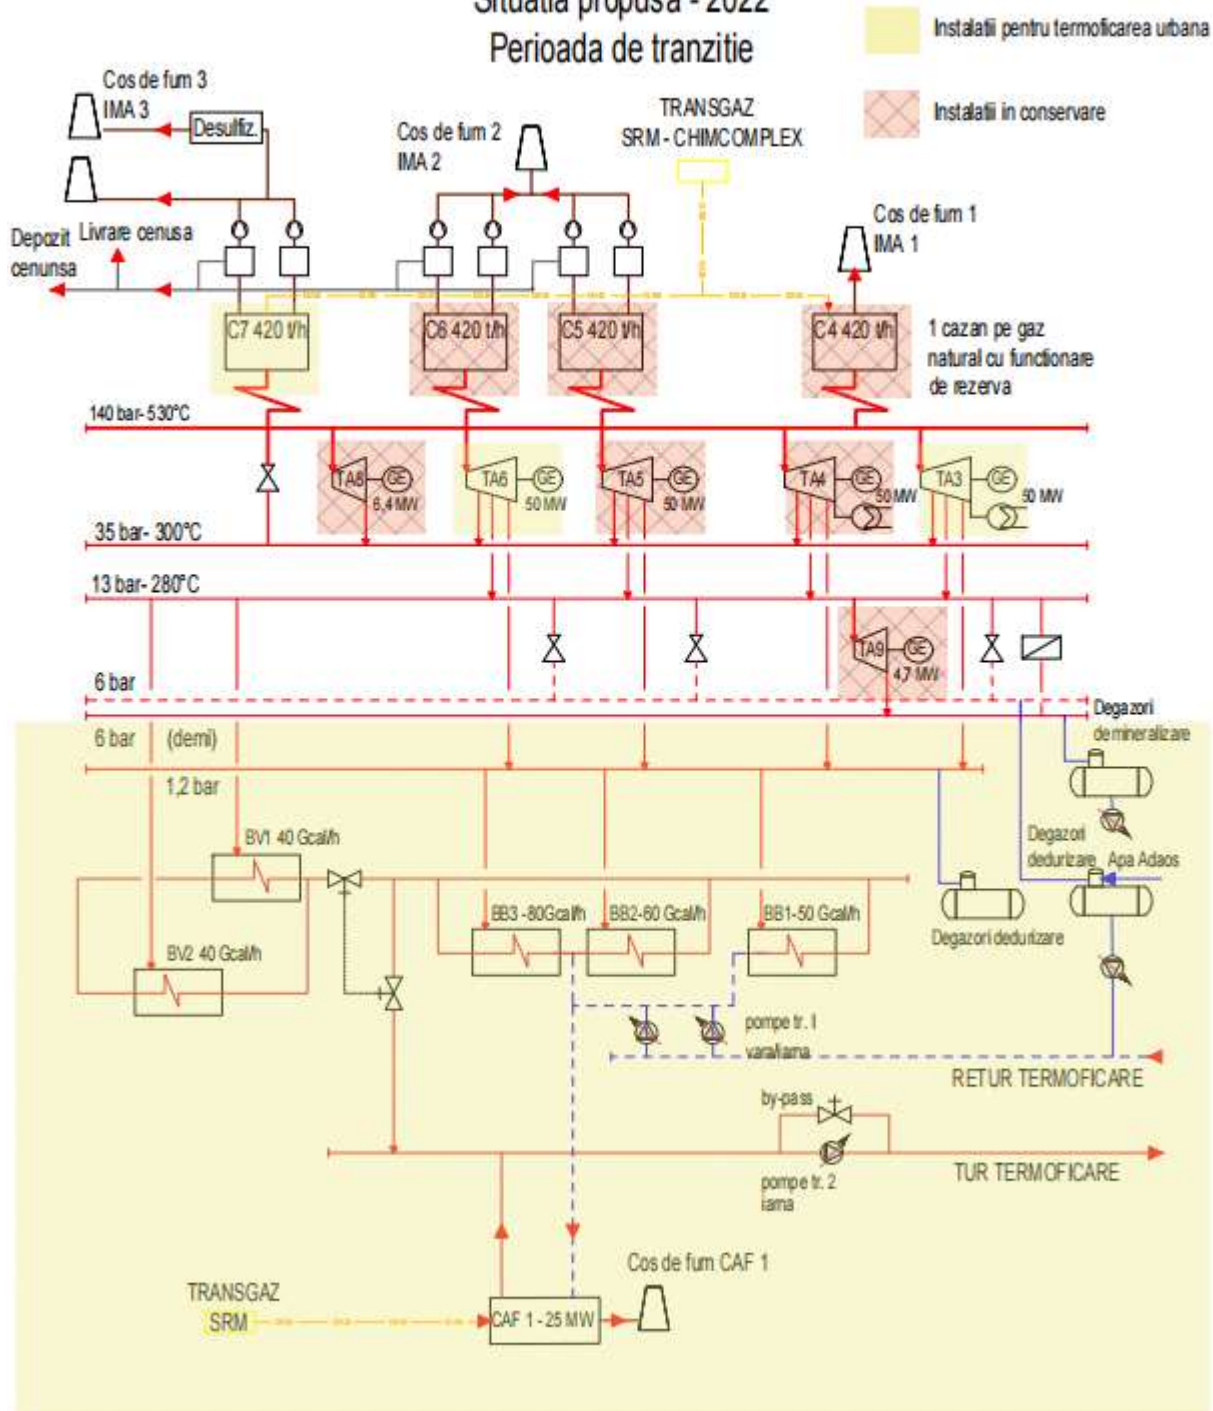 Situatia propusa - 2022
Perioada de tranzitie
Instalatii pentru termoficarea urbana
Instalatii in conservare
Cos de fum 3
IMA 3
Desulfiz.
Cos de fum 2
IMA 2
TRANSGAZ
SRM - CHIMCOMPLEX
Cos de fum 1
IMA 1
Depozit
cenunsa
Livrare cenusa
C7 420 t/h
C6 420 t/h
C5 420 t/h
C4 420 t/h
1 cazan pe gaz
natural cu functionare
de rezerva
140 bar- 530°C
TA8
GE
6,4 MW
TA6
GE
50 MW
TA5
GE
50 MW
TA4
GE
50 MW
TA3
GE
50 MW
35 bar- 300°C
13 bar- 280°C
TA9
GE
4,7 MW
6 bar
6 bar (demi)
1,2 bar
Degazori
demineralizare
BV1 40 Gcal/h
BV2 40 Gcal/h
BB3 -80Gcal/h
BB2-60 Gcal/h
BB1-50 Gcal/h
Degazori
dedurizare
Apa Adaos
Degazori dedurizare
pompe tr. I
vara/iarna
RETUR TERMOFICARE
by-pass
pompe tr. 2
iarna
TUR TERMOFICARE
Cos de fum CAF 1
TRANSGAZ
SRM
CAF 1 - 25 MW